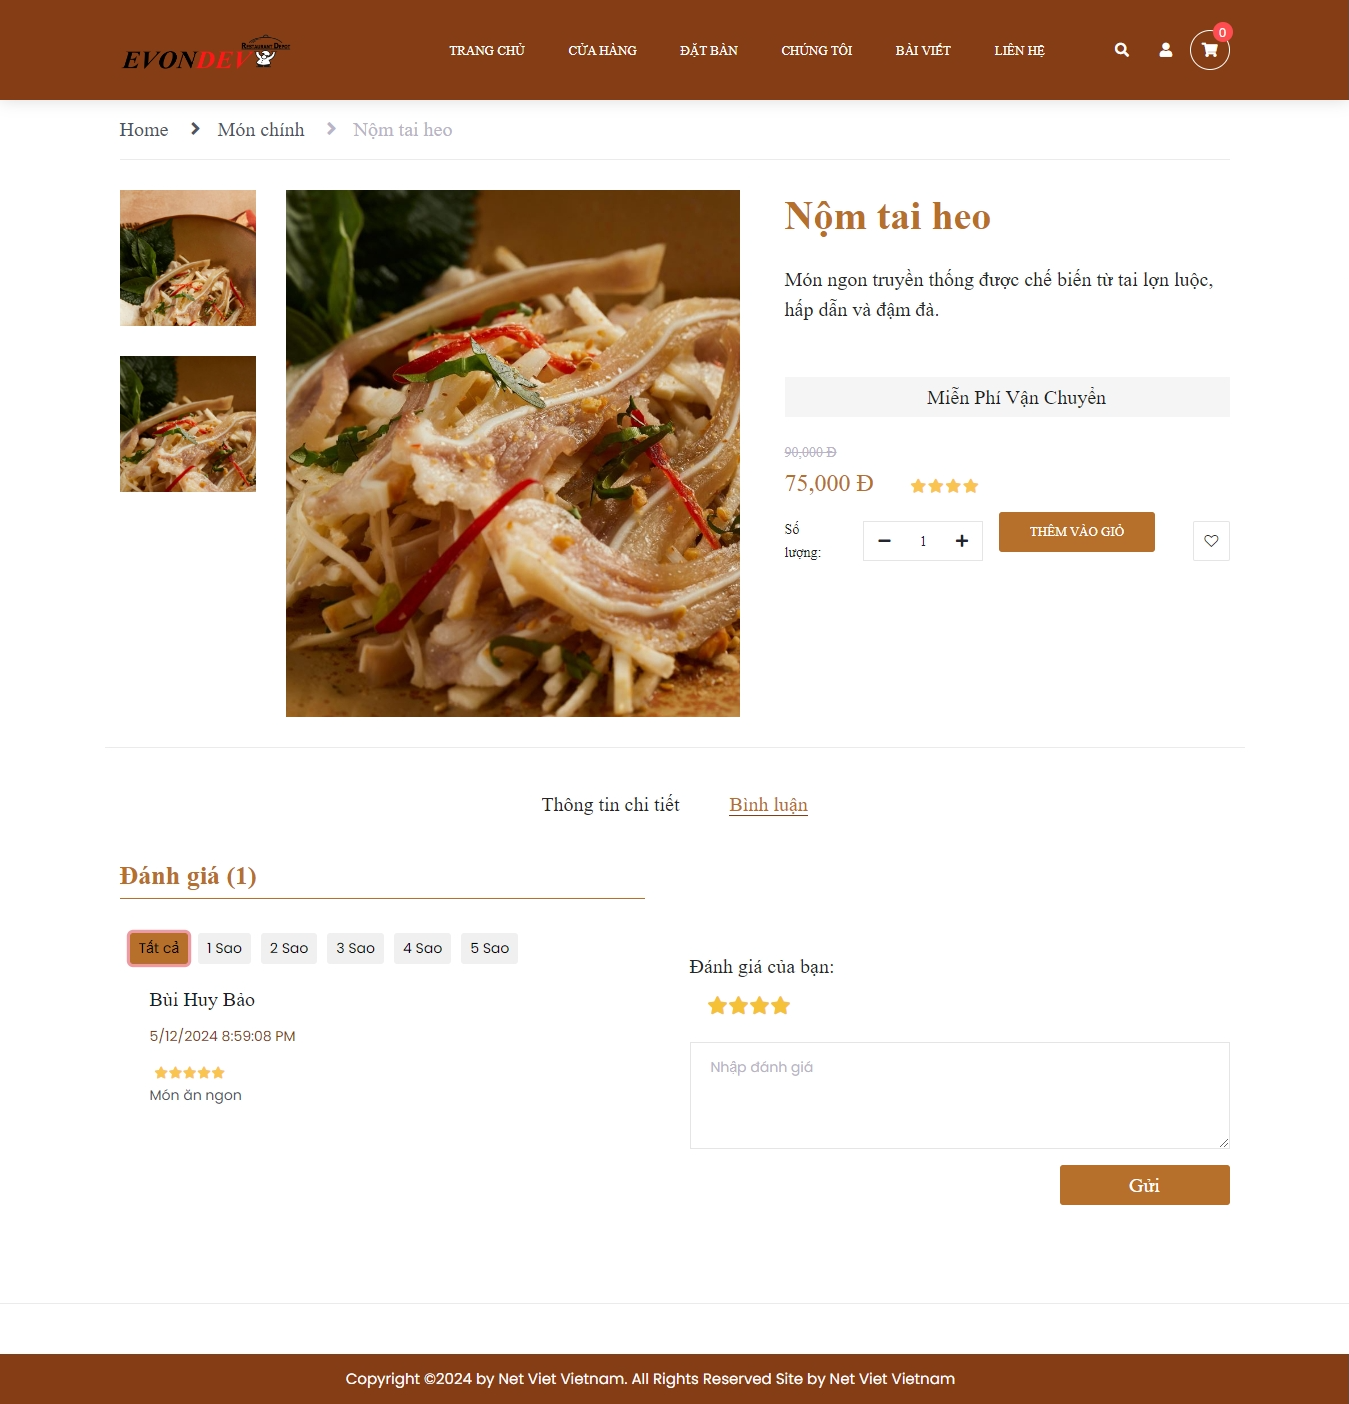 EVONDEV RESTAURANT DEPOT
TRANG CHỦ
CỬA HÀNG
ĐẶT BÀN
CHÚNG TÔI
BÀI VIẾT
LIÊN HỆ
0
Home
Món chính
Nộm tai heo
Nộm tai heo
Món ngon truyền thống được chế biến từ tai lợn luộc,
hấp dẫn và đậm đà.
Miễn Phí Vận Chuyển
90,000 Đ
75,000 Đ
Số
lượng:
1
THÊM VÀO GIỎ
Thông tin chi tiết
Bình luận
Đánh giá (1)
Tất cả
1 Sao
2 Sao
3 Sao
4 Sao
5 Sao
Bùi Huy Bảo
5/12/2024 8:59:08 PM
Món ăn ngon
Đánh giá của bạn:
Nhập đánh giá
Gửi
Copyright ©2024 by Net Viet Vietnam. All Rights Reserved Site by Net Viet Vietnam